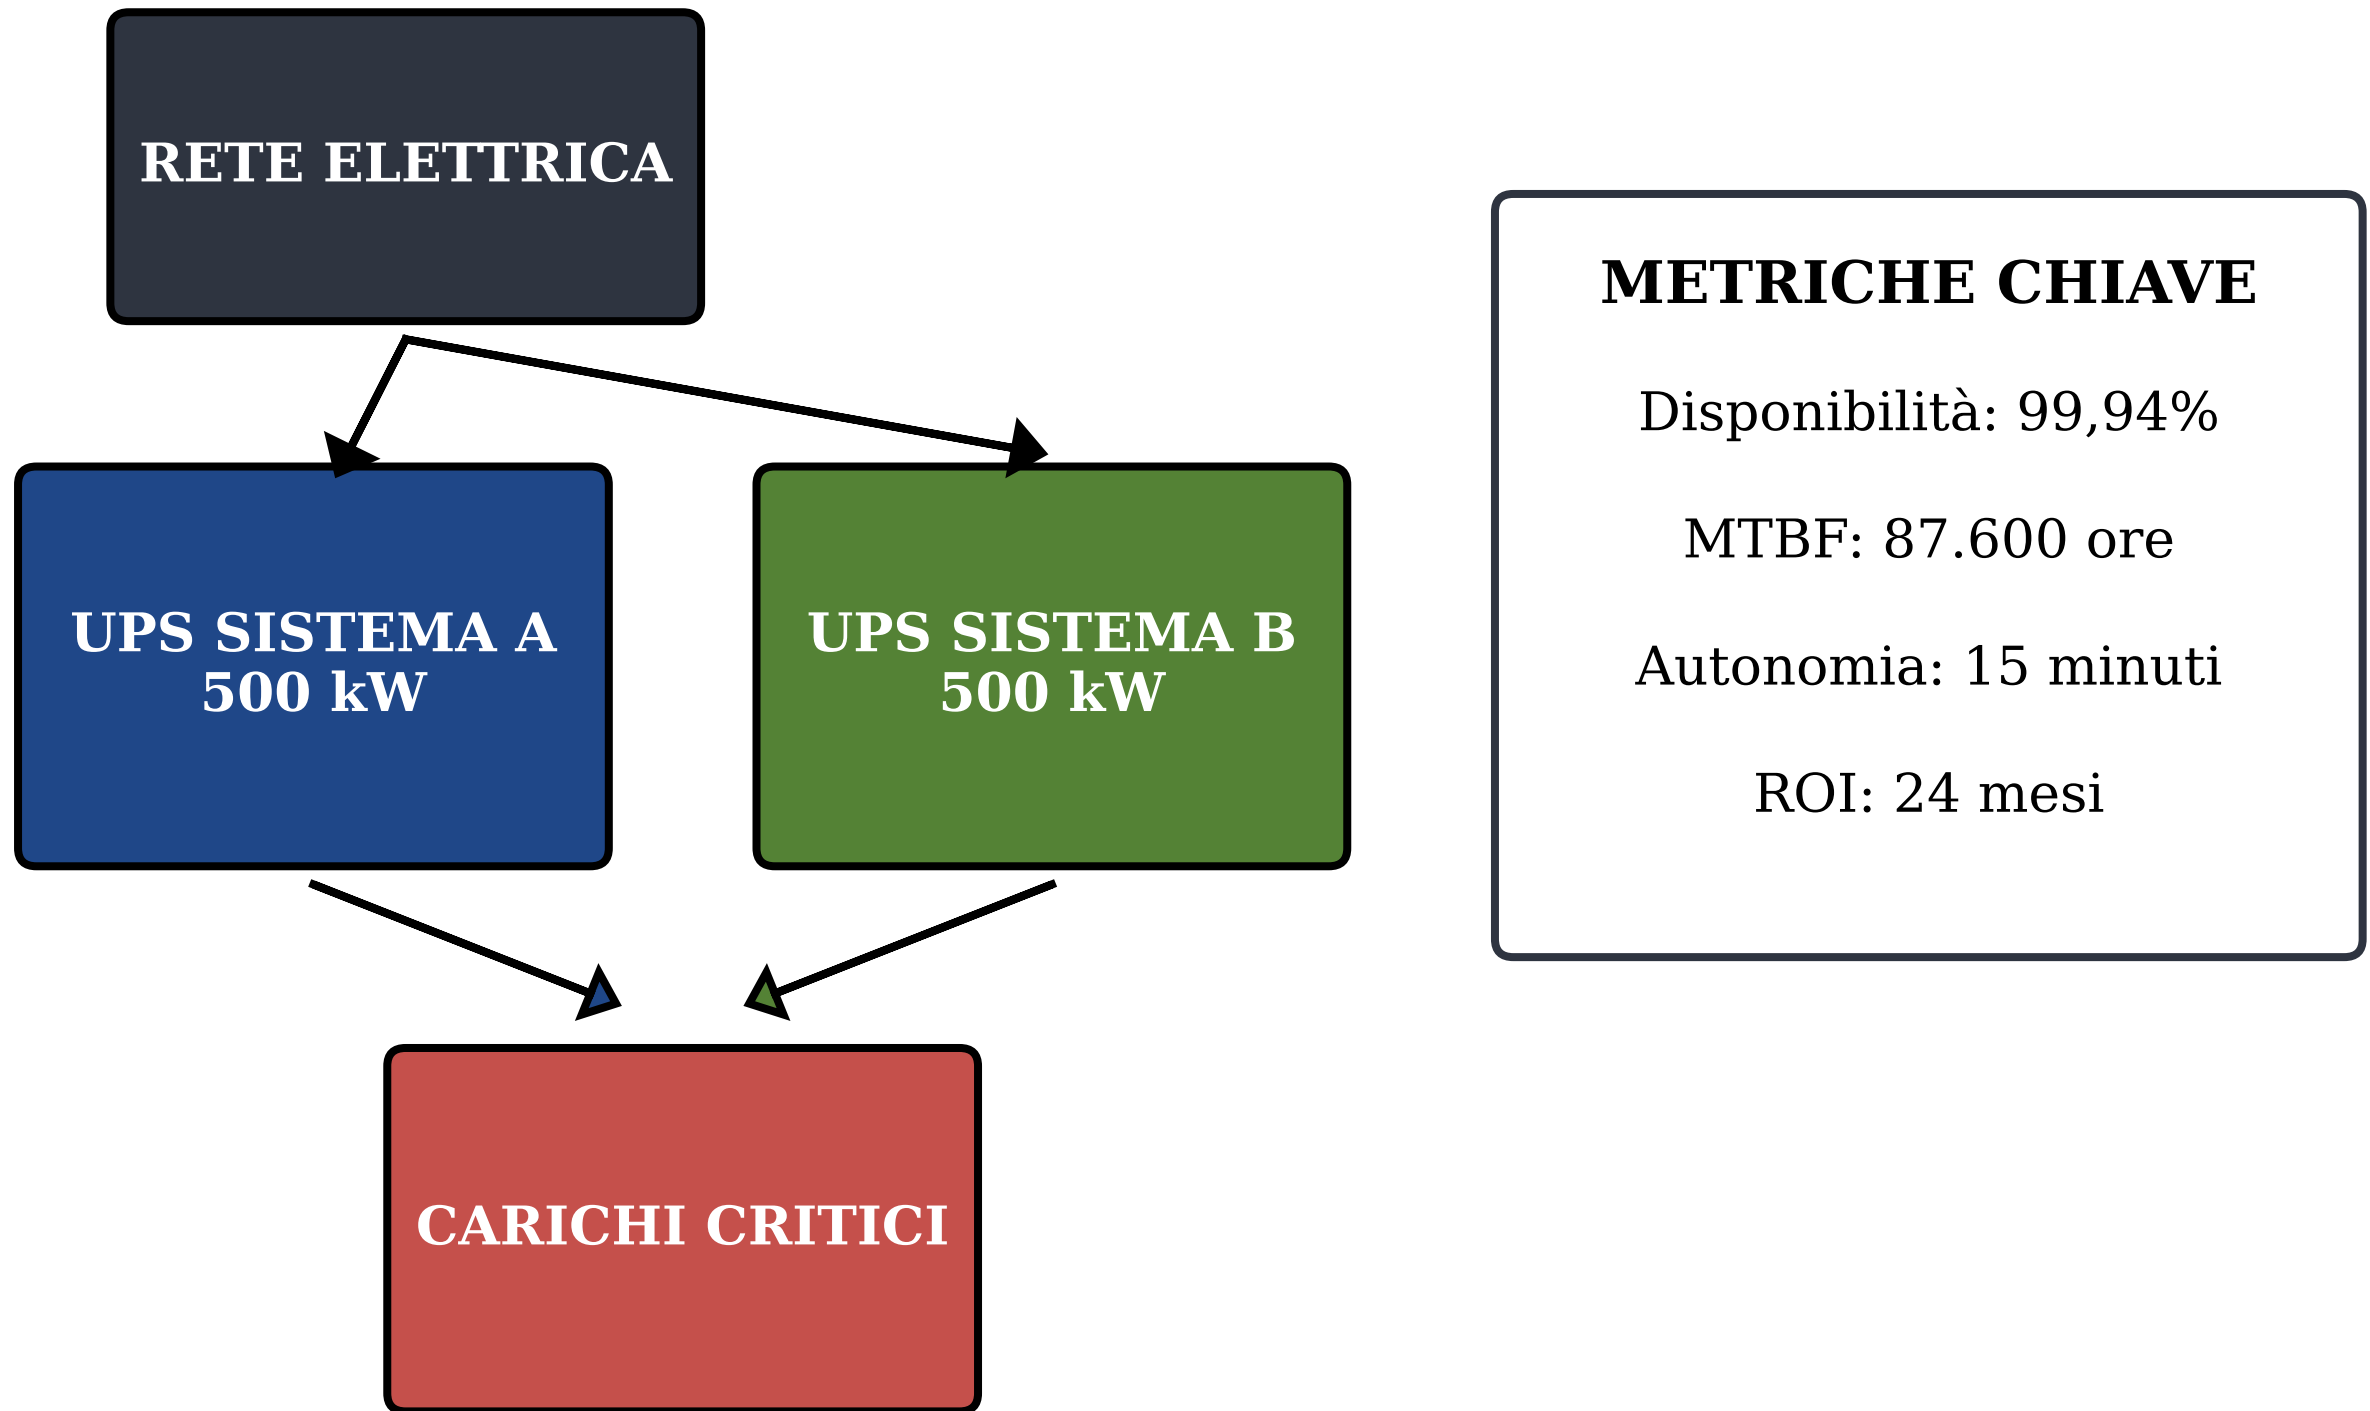 RETE ELETTRICA
UPS SISTEMA A
500 kW
UPS SISTEMA B
500 kW
CARICHI CRITICI
METRICHE CHIAVE
Disponibilità: 99,94%
MTBF: 87.600 ore
Autonomia: 15 minuti
ROI: 24 mesi